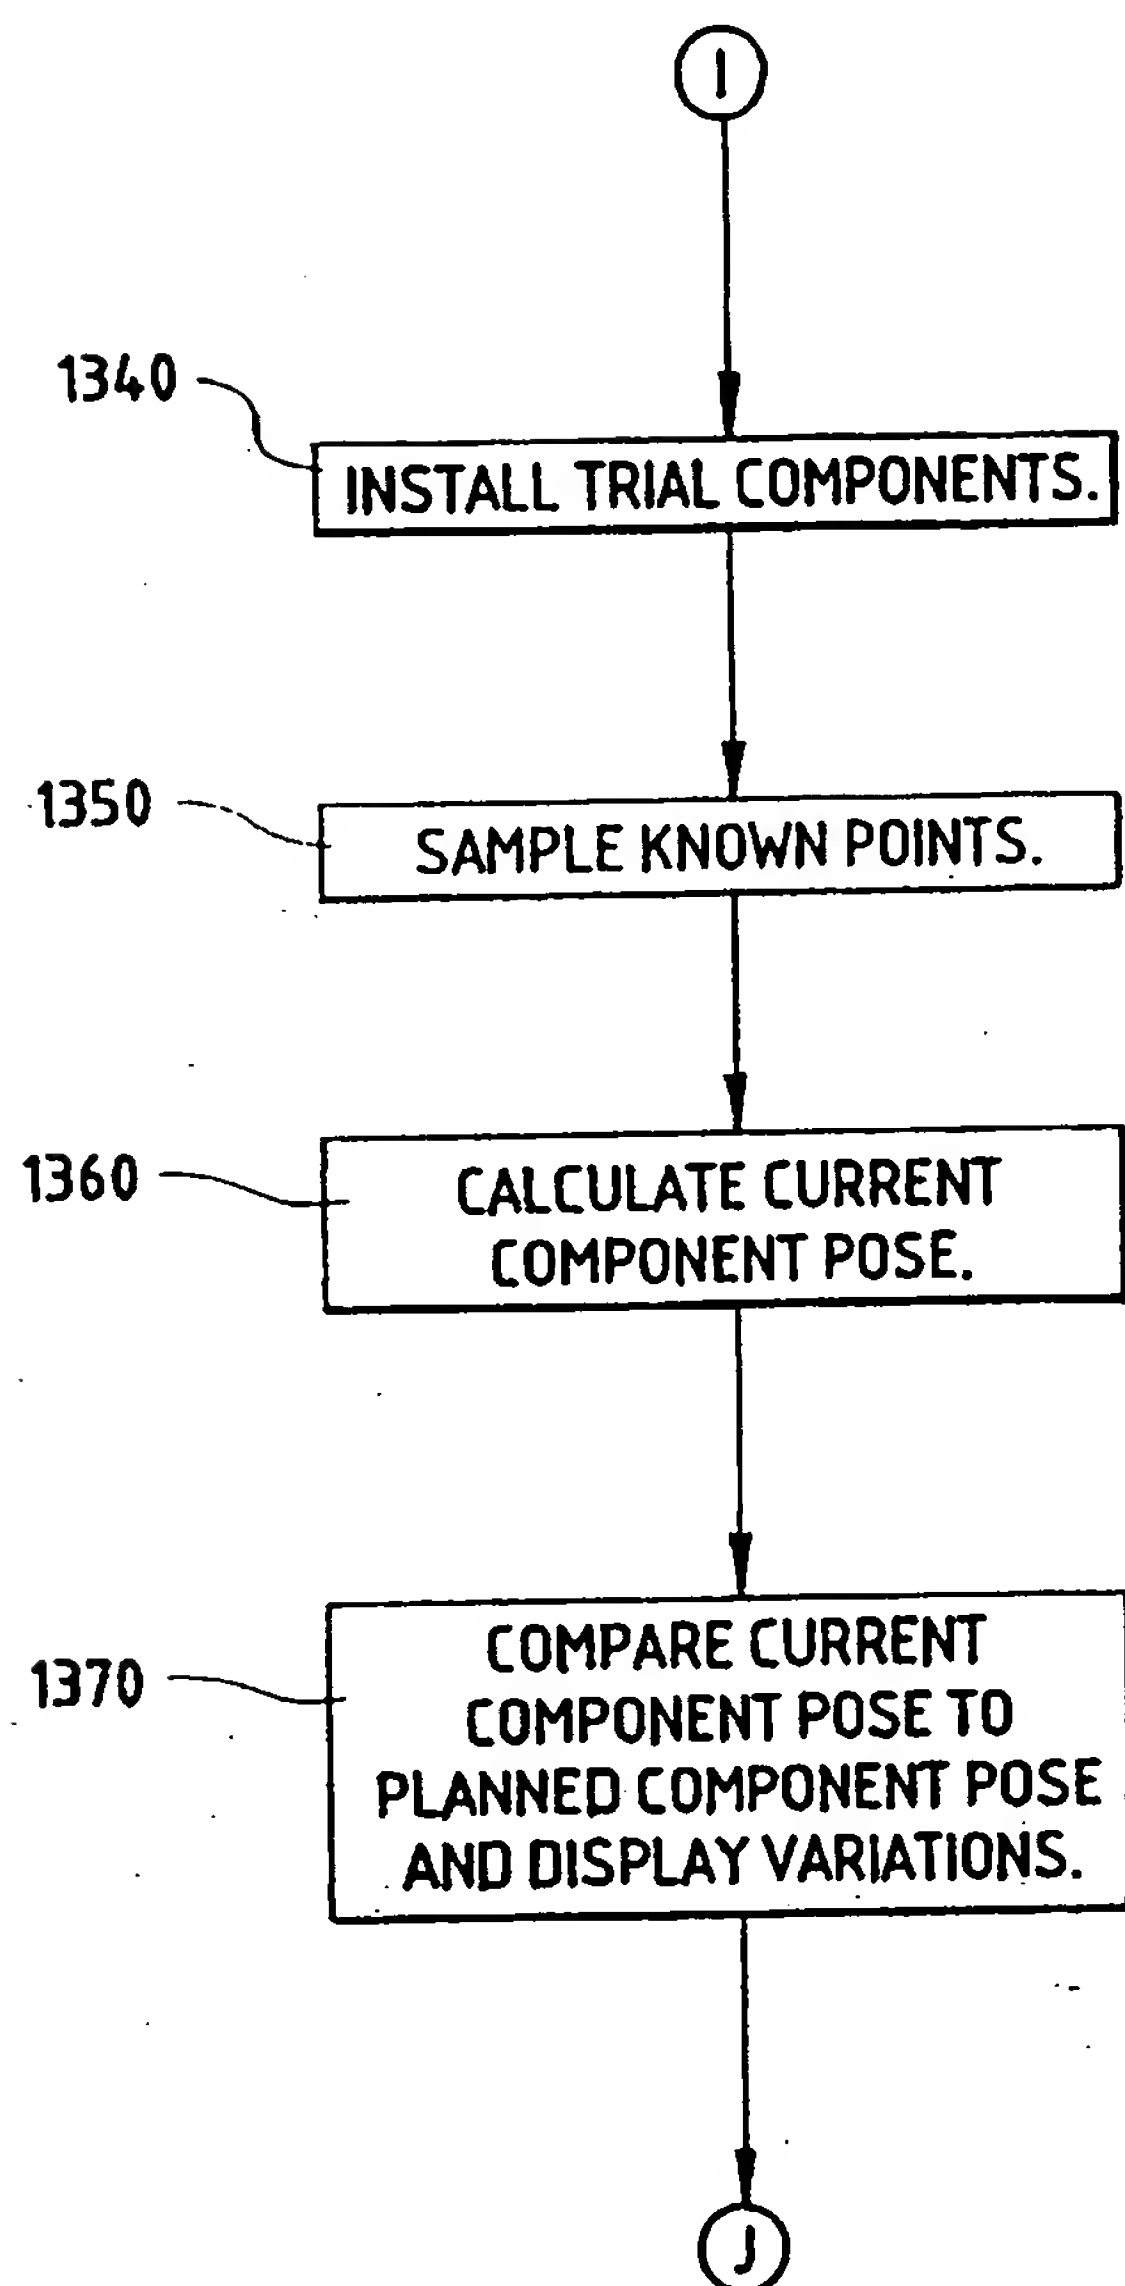 I
1340
INSTALL TRIAL COMPONENTS.
1350
SAMPLE KNOWN POINTS.
1360
CALCULATE CURRENT
COMPONENT POSE.
1370
COMPARE CURRENT
COMPONENT POSE TO
PLANNED COMPONENT POSE
AND DISPLAY VARIATIONS.
J